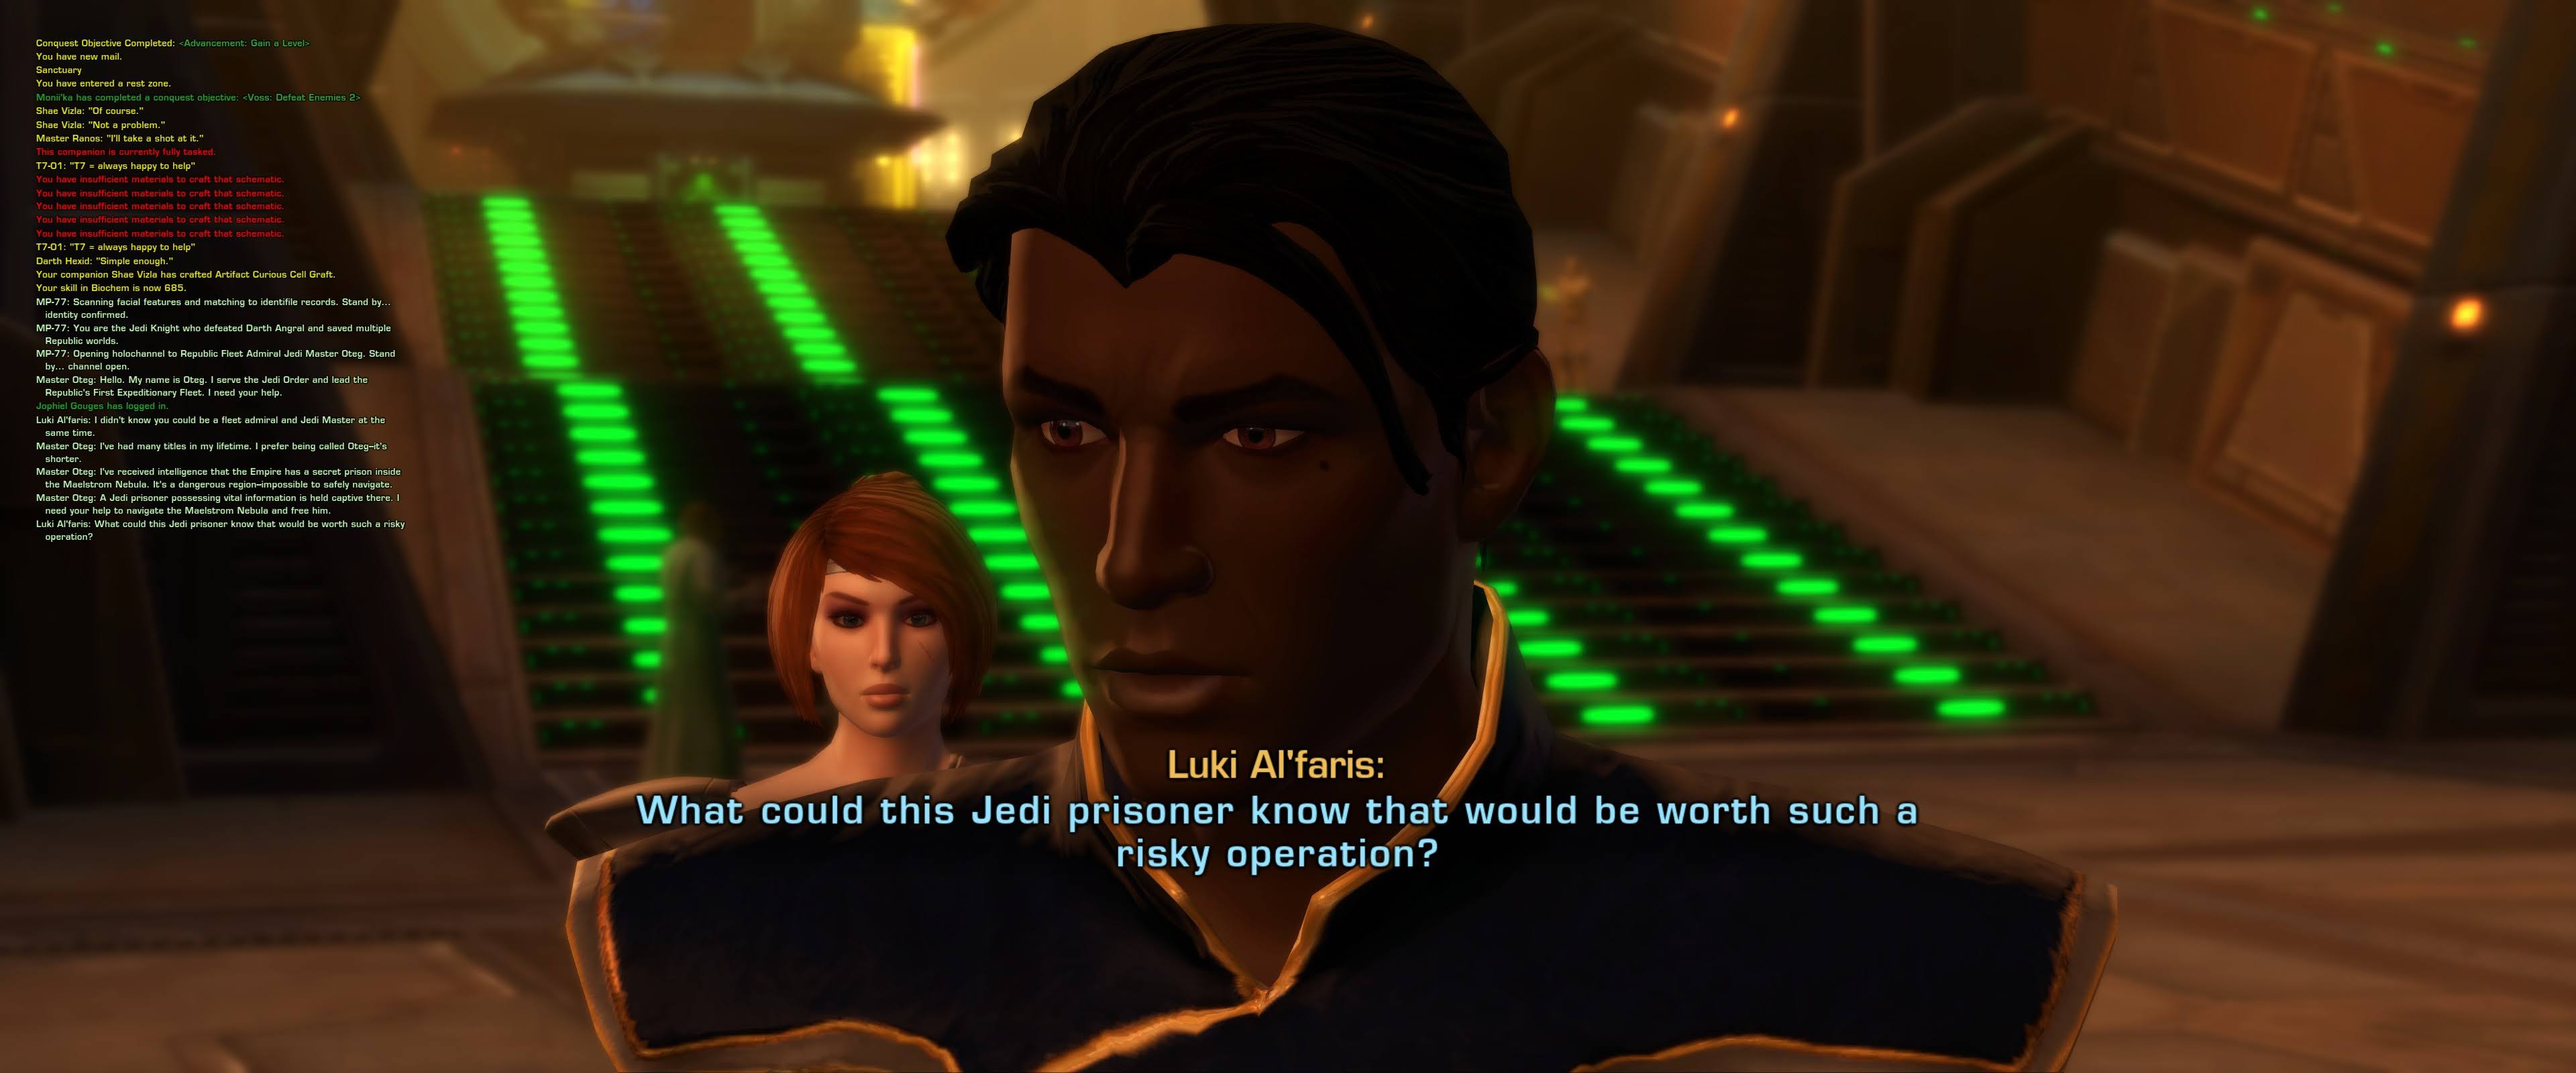 Conquest Objective Completed: <Advancement: Gain a Level>
You have new mail.
Sanctuary
You have entered a rest zone.
Monii'ka has completed a conquest objective: <Voss: Defeat Enemies 2>
Shae Vizla: "Of course."
Shae Vizla: "Not a problem."
Master Ranos: "I'll take a shot at it."
This companion is currently fully tasked.
T7-01: "T7 = always happy to help"
You have insufficient materials to craft that schematic.
You have insufficient materials to craft that schematic.
You have insufficient materials to craft that schematic.
You have insufficient materials to craft that schematic.
You have insufficient materials to craft that schematic.
T7-01: "T7 = always happy to help"
Darth Hexid: "Simple enough."
Your companion Shae Vizla has crafted Artifact Curious Cell Graft.
Your skill in Biochem is now 685.
MP-77: Scanning facial features and matching to identifile records. Stand by...
identity confirmed.
MP-77: You are the Jedi Knight who defeated Darth Angral and saved multiple
Republic worlds.
MP-77: Opening holochannel to Republic Fleet Admiral Jedi Master Oteg. Stand
by... channel open.
Master Oteg: Hello. My name is Oteg. I serve the Jedi Order and lead the
Republic's First Expeditionary Fleet. I need your help.
Jophiel Gouges has logged in.
Luki Al'faris: I didn't know you could be a fleet admiral and Jedi Master at the
same time.
Master Oteg: I've had many titles in my lifetime. I prefer being called Oteg–it's
shorter.
Master Oteg: I've received intelligence that the Empire has a secret prison inside
the Maelstrom Nebula. It's a dangerous region–impossible to safely navigate.
Master Oteg: A Jedi prisoner possessing vital information is held captive there. I
need your help to navigate the Maelstrom Nebula and free him.
Luki Al'faris: What could this Jedi prisoner know that would be worth such a risky
operation?
Luki Al'faris:
What could this Jedi prisoner know that would be worth such a
risky operation?